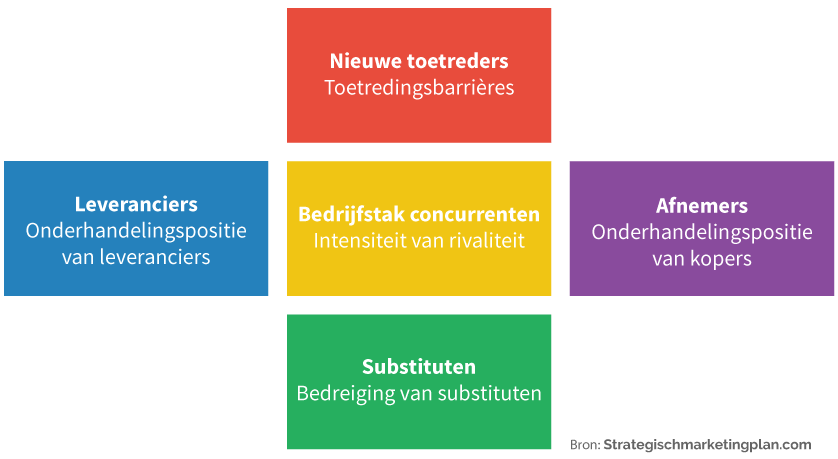 Nieuwe toetreders
Toetredingsbarrières
Leveranciers
Onderhandelingspositie
van leveranciers
Bedrijfstak concurrenten
Intensiteit van rivaliteit
Afnemers
Onderhandelingspositie
van kopers
Substituten
Bedreiging van substituten
Bron: Strategischmarketingplan.com